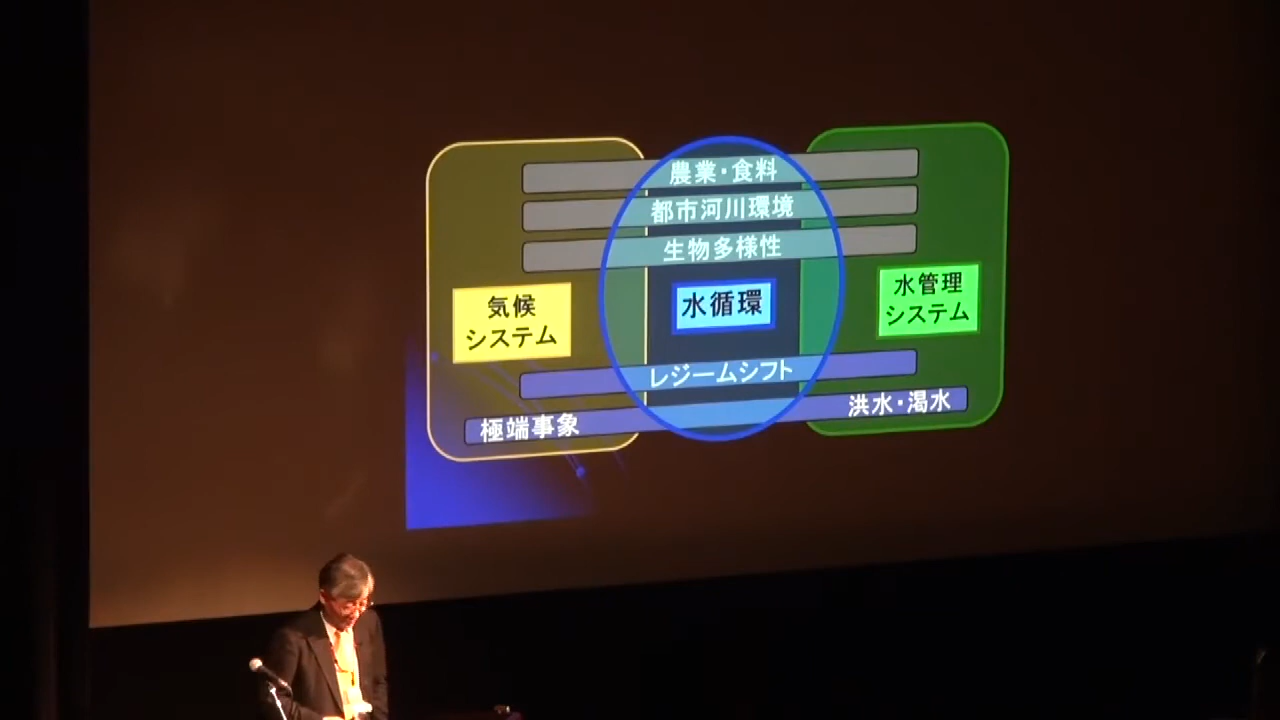 農業・食料
都市河川環境
生物多様性
気候
システム
水循環
水管理
システム
レジームシフト
極端事象
洪水・渇水